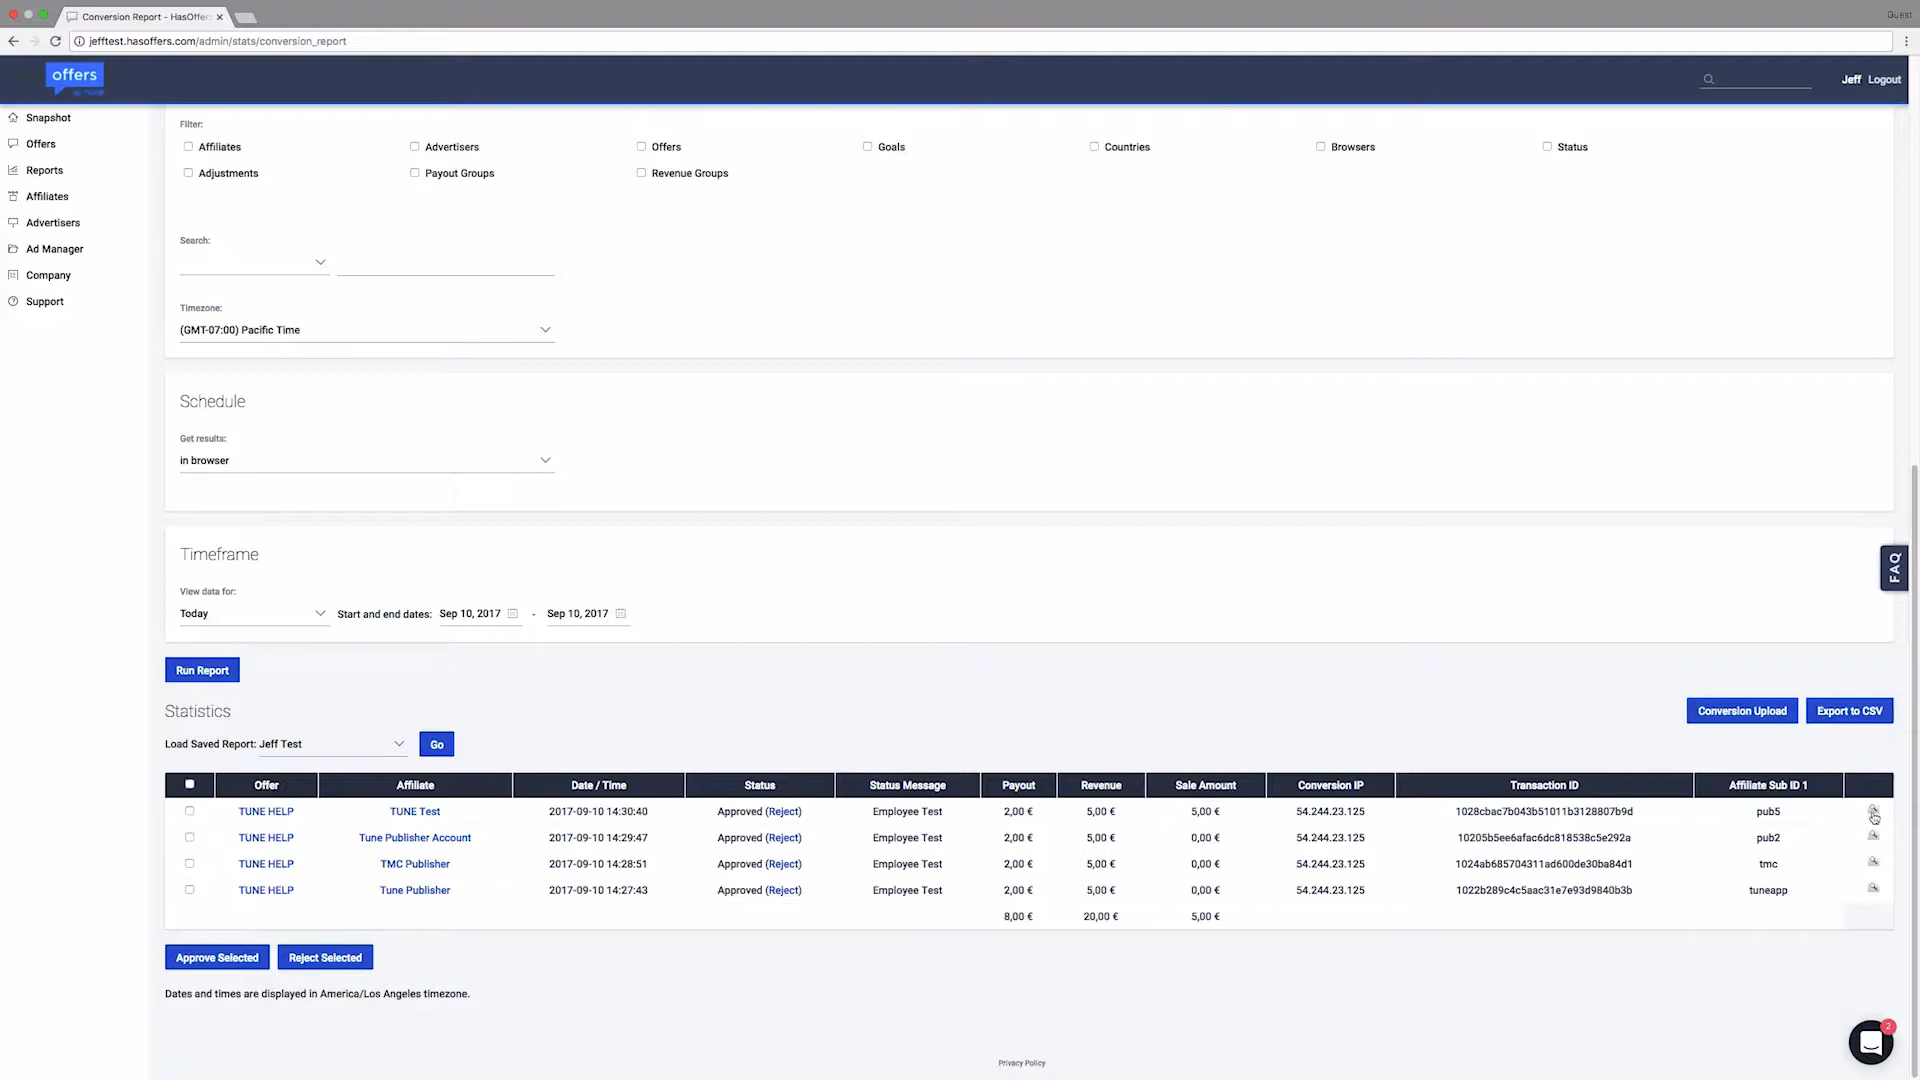 Conversion Report - HasOffers
Guest
jefftest.hasoffers.com/admin/stats/conversion_report
offers
Jeff Logout
Snapshot
Offers
Reports
Affiliates
Advertisers
Ad Manager
Company
Support
Filter:
Affiliates Advertisers Offers Goals Countries Browsers Status
Adjustments Payout Groups Revenue Groups
Search:
Timezone:
(GMT-07:00) Pacific Time
Schedule
Get results:
in browser
Timeframe
View data for:
Today Start and end dates: Sep 10, 2017 - Sep 10, 2017
FAQ
Run Report
Statistics
Conversion Upload Export to CSV
Load Saved Report: Jeff Test Go
Offer Affiliate Date / Time Status Status Message Payout Revenue Sale Amount Conversion IP Transaction ID Affiliate Sub ID 1
TUNE HELP TUNE Test 2017-09-10 14:30:40 Approved (Reject) Employee Test 2,00 € 5,00 € 5,00 € 54.244.23.125 1028cbac7b043b51011b3128807b9d pub5
TUNE HELP Tune Publisher Account 2017-09-10 14:29:47 Approved (Reject) Employee Test 2,00 € 5,00 € 0,00 € 54.244.23.125 10205b5ee6afac6dc818538c5e292a pub2
TUNE HELP TMC Publisher 2017-09-10 14:28:51 Approved (Reject) Employee Test 2,00 € 5,00 € 0,00 € 54.244.23.125 1024ab685704311ad600de30ba84d1 tmc
TUNE HELP Tune Publisher 2017-09-10 14:27:43 Approved (Reject) Employee Test 2,00 € 5,00 € 0,00 € 54.244.23.125 1022b289c4c5aac31e7e93d9840b3b tuneapp
8,00 € 20,00 € 5,00 €
Approve Selected Reject Selected
Dates and times are displayed in America/Los Angeles timezone.
2
Privacy Policy